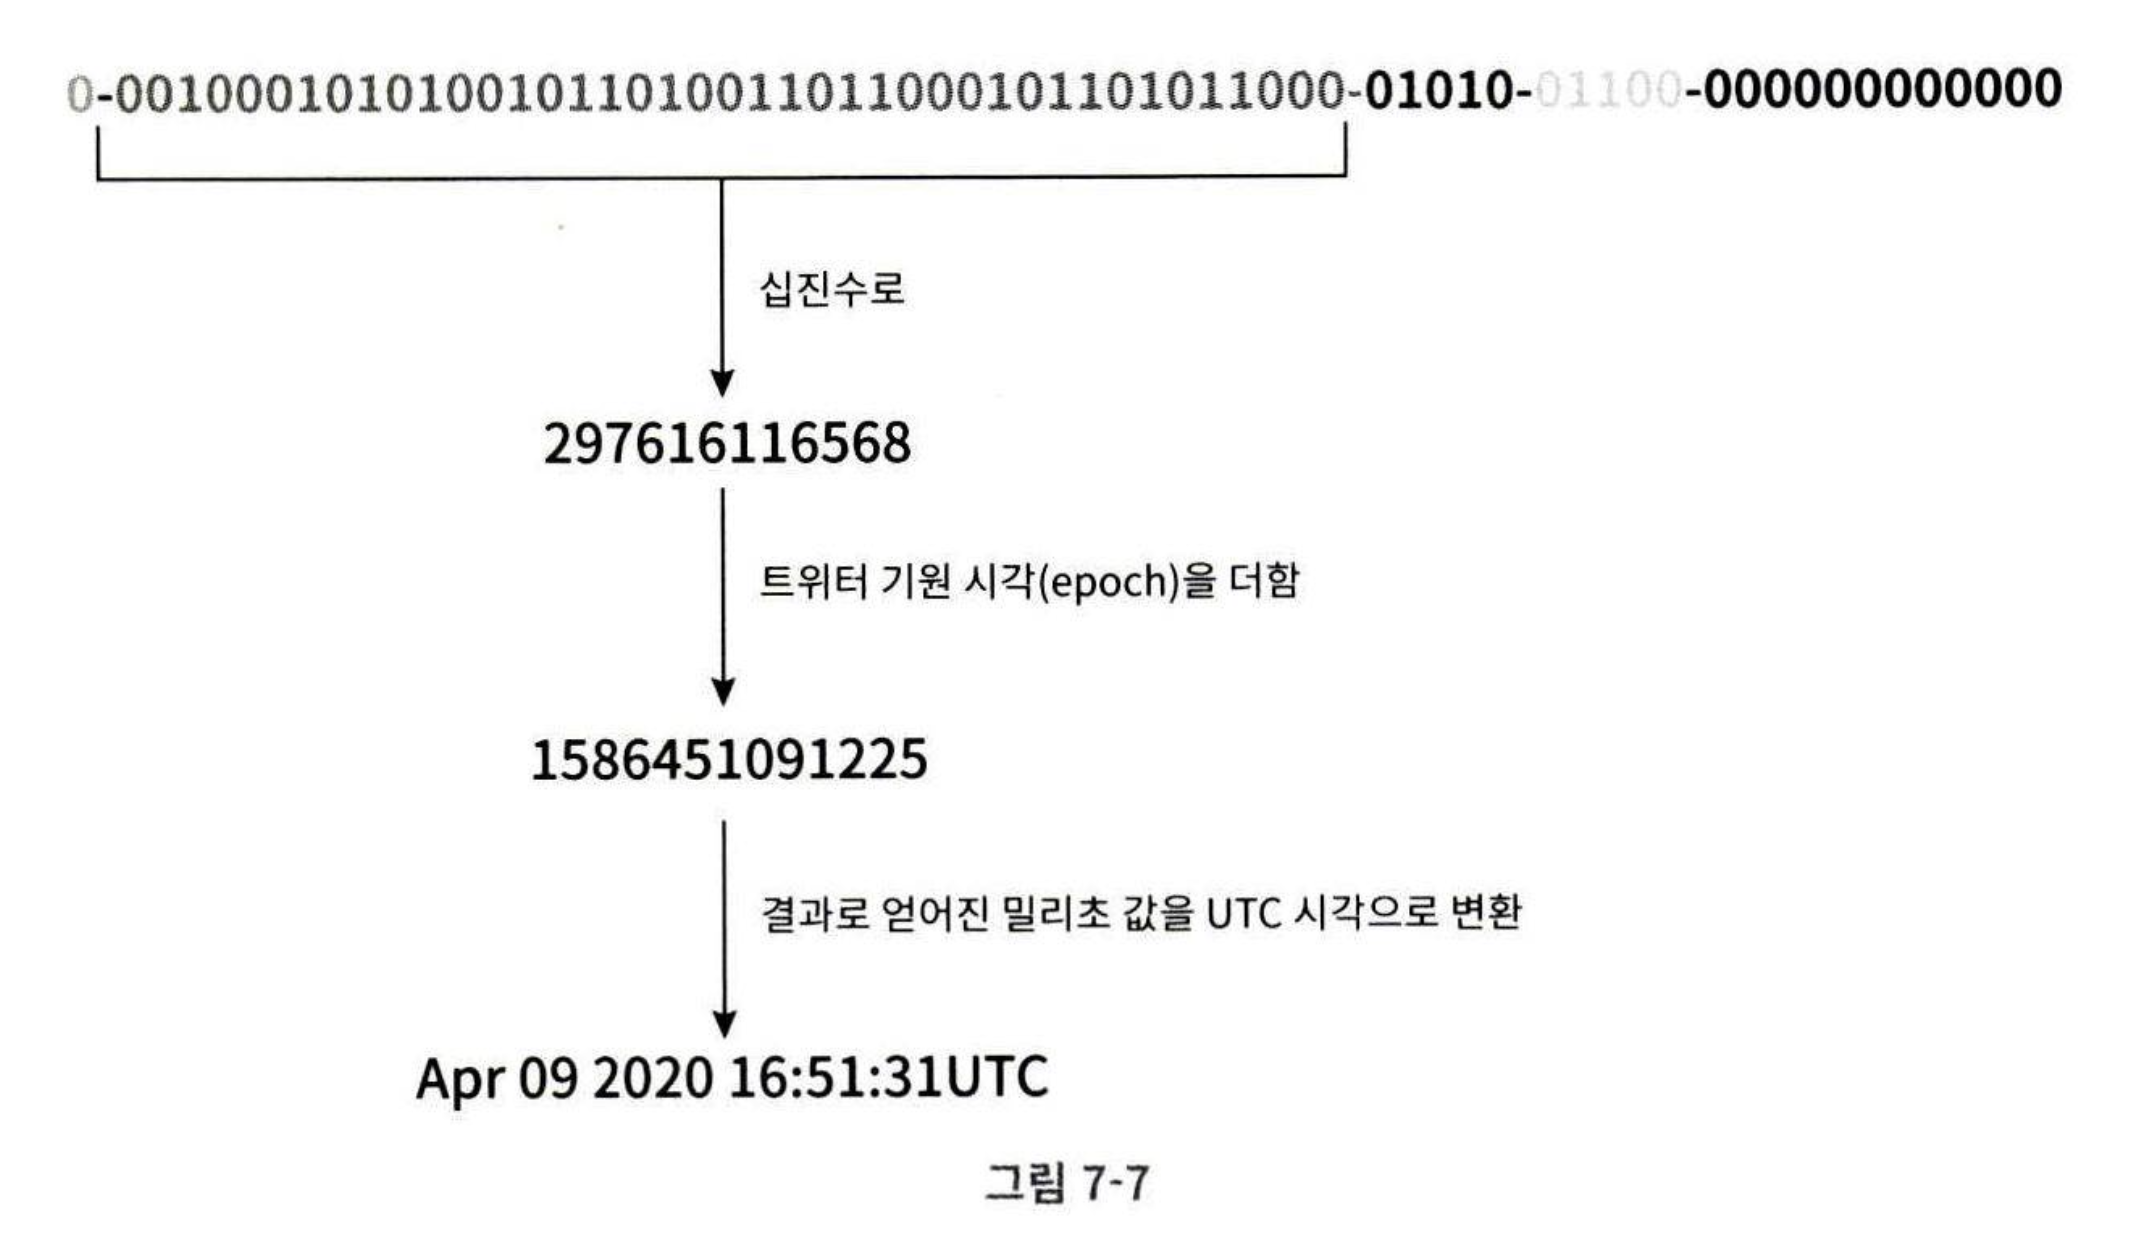 0-00100010101001011010011011000101101011000-01010-01100-000000000000
십진수로
297616116568
트위터 기원 시각(epoch)을 더함
1586451091225
결과로 얻어진 밀리초 값을 UTC 시각으로 변환
Apr 09 2020 16:51:31UTC
그림 7-7